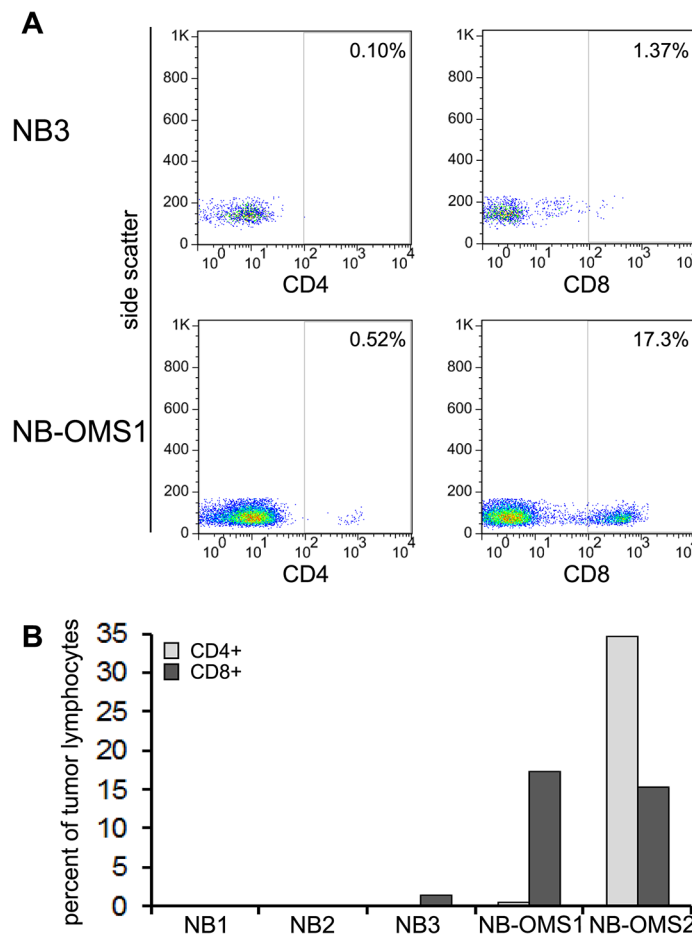 A
NB3
side scatter
0.10%
1K
800
600
400
200
0
10^0 10^1 10^2 10^3 10^4
CD4
1.37%
1K
800
600
400
200
0
10^0 10^1 10^2 10^3 10^4
CD8
NB-OMS1
0.52%
1K
800
600
400
200
0
10^0 10^1 10^2 10^3 10^4
CD4
17.3%
1K
800
600
400
200
0
10^0 10^1 10^2 10^3 10^4
CD8
B
percent of tumor lymphocytes
35
30
25
20
15
10
5
0
CD4+
CD8+
NB1 NB2 NB3 NB-OMS1 NB-OMS2